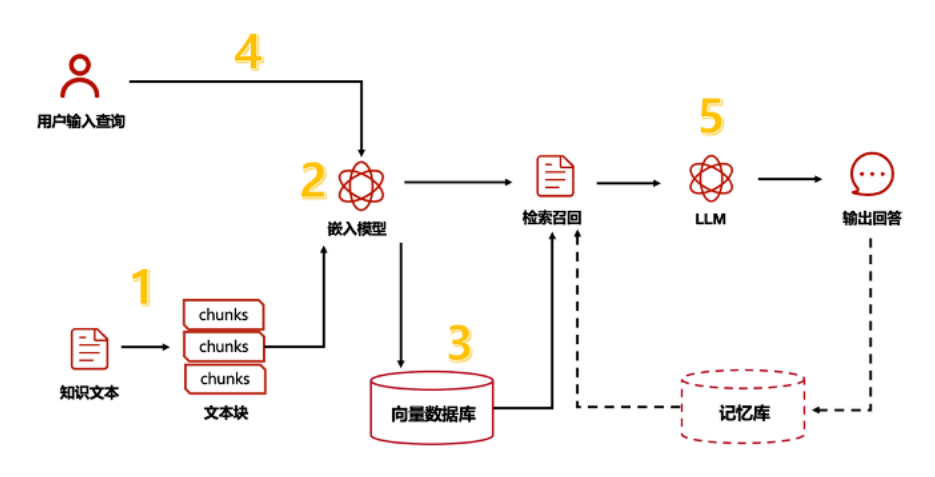 4
用户输入查询
5
2
嵌入模型
检索召回
LLM
输出回答
1
chunks
chunks
chunks
知识文本
文本块
3
向量数据库
记忆库